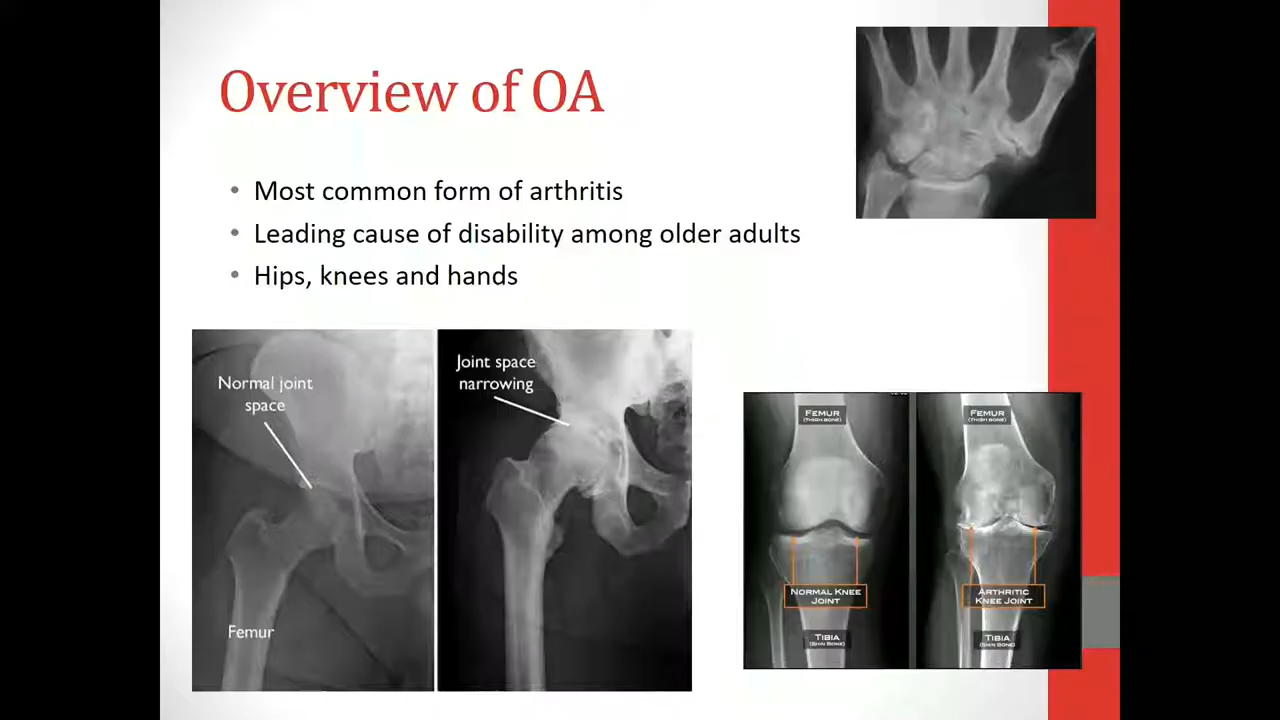 Overview of OA
• Most common form of arthritis
• Leading cause of disability among older adults
• Hips, knees and hands
Normal joint
space
Femur
Joint space
narrowing
FEMUR
(THIGH BONE)
NORMAL KNEE
JOINT
TIBIA
(SHIN BONE)
FEMUR
(THIGH BONE)
ARTHRITIC
KNEE JOINT
TIBIA
(SHIN BONE)